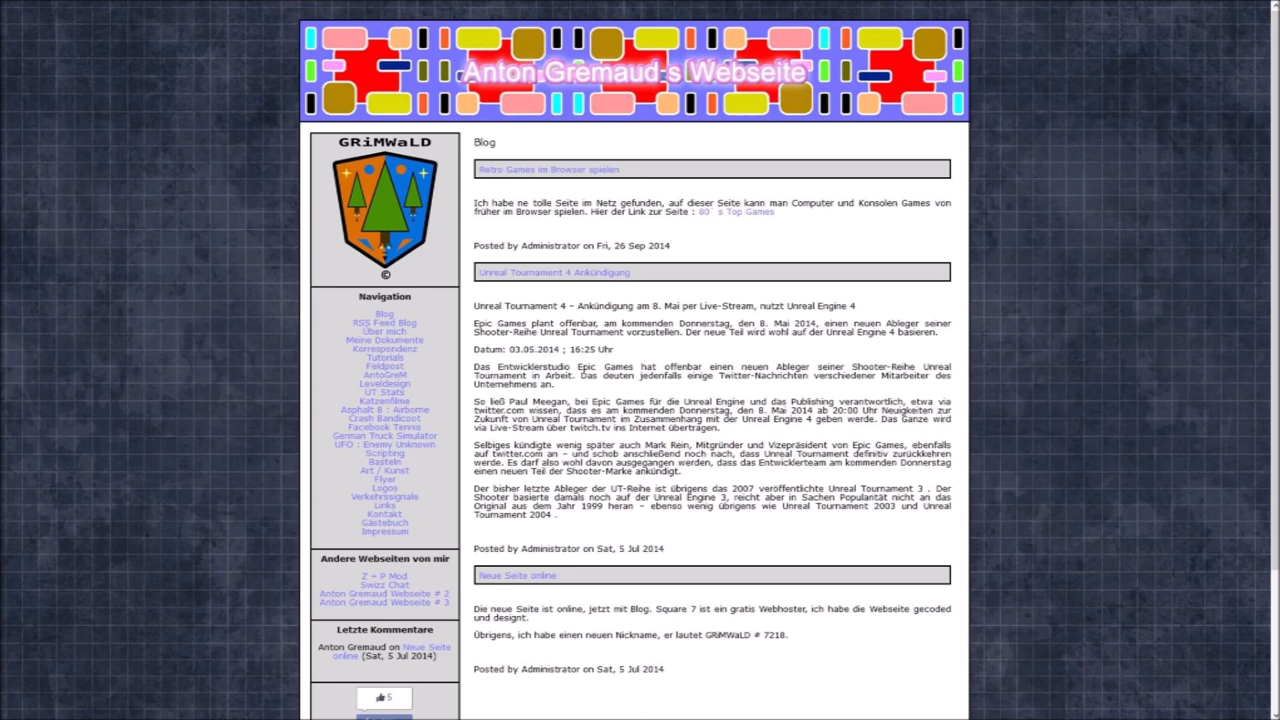 Anton Gremaud s Webseite
GRiMWaLD
©
Navigation
Blog
RSS Feed Blog
Über mich
Meine Dokumente
Korrespondenz
Tutorials
Feldpost
AntoGreM
Leveldesign
UT Stats
Katzenfilme
Asphalt 8 : Airborne
Crash Bandicoot
Facebook Tennis
German Truck Simulator
UFO : Enemy Unknown
Scripting
Basteln
Art / Kunst
Flyer
Logos
Verkehrssignale
Links
Kontakt
Gästebuch
Impressum
Andere Webseiten von mir
Z + P Mod
Swizz Chat
Anton Gremaud Webseite # 2
Anton Gremaud Webseite # 3
Letzte Kommentare
Anton Gremaud on Neue Seite
online (Sat, 5 Jul 2014)
5
Blog
Retro Games im Browser spielen
Ich habe ne tolle Seite im Netz gefunden, auf dieser Seite kann man Computer und Konsolen Games von
früher im Browser spielen. Hier der Link zur Seite : 80´ s Top Games
Posted by Administrator on Fri, 26 Sep 2014
Unreal Tournament 4 Ankündigung
Unreal Tournament 4 – Ankündigung am 8. Mai per Live-Stream, nutzt Unreal Engine 4
Epic Games plant offenbar, am kommenden Donnerstag, den 8. Mai 2014, einen neuen Ableger seiner
Shooter-Reihe Unreal Tournament vorzustellen. Der neue Teil wird wohl auf der Unreal Engine 4 basieren.
Datum: 03.05.2014 ; 16:25 Uhr
Das Entwicklerstudio Epic Games hat offenbar einen neuen Ableger seiner Shooter-Reihe Unreal
Tournament in Arbeit. Das deuten jedenfalls einige Twitter-Nachrichten verschiedener Mitarbeiter des
Unternehmens an.
So ließ Paul Meegan, bei Epic Games für die Unreal Engine und das Publishing verantwortlich, etwa via
twitter.com wissen, dass es am kommenden Donnerstag, den 8. Mai 2014 ab 20:00 Uhr Neuigkeiten zur
Zukunft von Unreal Tournament im Zusammenhang mit der Unreal Engine 4 geben werde. Das Ganze wird
via Live-Stream über twitch.tv ins Internet übertragen.
Selbiges kündigte wenig später auch Mark Rein, Mitgründer und Vizepräsident von Epic Games, ebenfalls
auf twitter.com an – und schob anschließend noch nach, dass Unreal Tournament definitiv zurückkehren
werde. Es darf also wohl davon ausgegangen werden, dass das Entwicklerteam am kommenden Donnerstag
einen neuen Teil der Shooter-Marke ankündigt.
Der bisher letzte Ableger der UT-Reihe ist übrigens das 2007 veröffentlichte Unreal Tournament 3 . Der
Shooter basierte damals noch auf der Unreal Engine 3, reicht aber in Sachen Popularität nicht an das
Original aus dem Jahr 1999 heran – ebenso wenig übrigens wie Unreal Tournament 2003 und Unreal
Tournament 2004 .
Posted by Administrator on Sat, 5 Jul 2014
Neue Seite online
Die neue Seite ist online, jetzt mit Blog. Square 7 ist ein gratis Webhoster, ich habe die Webseite gecoded
und designt.
Übrigens, ich habe einen neuen Nickname, er lautet GRiMWaLD # 7218.
Posted by Administrator on Sat, 5 Jul 2014